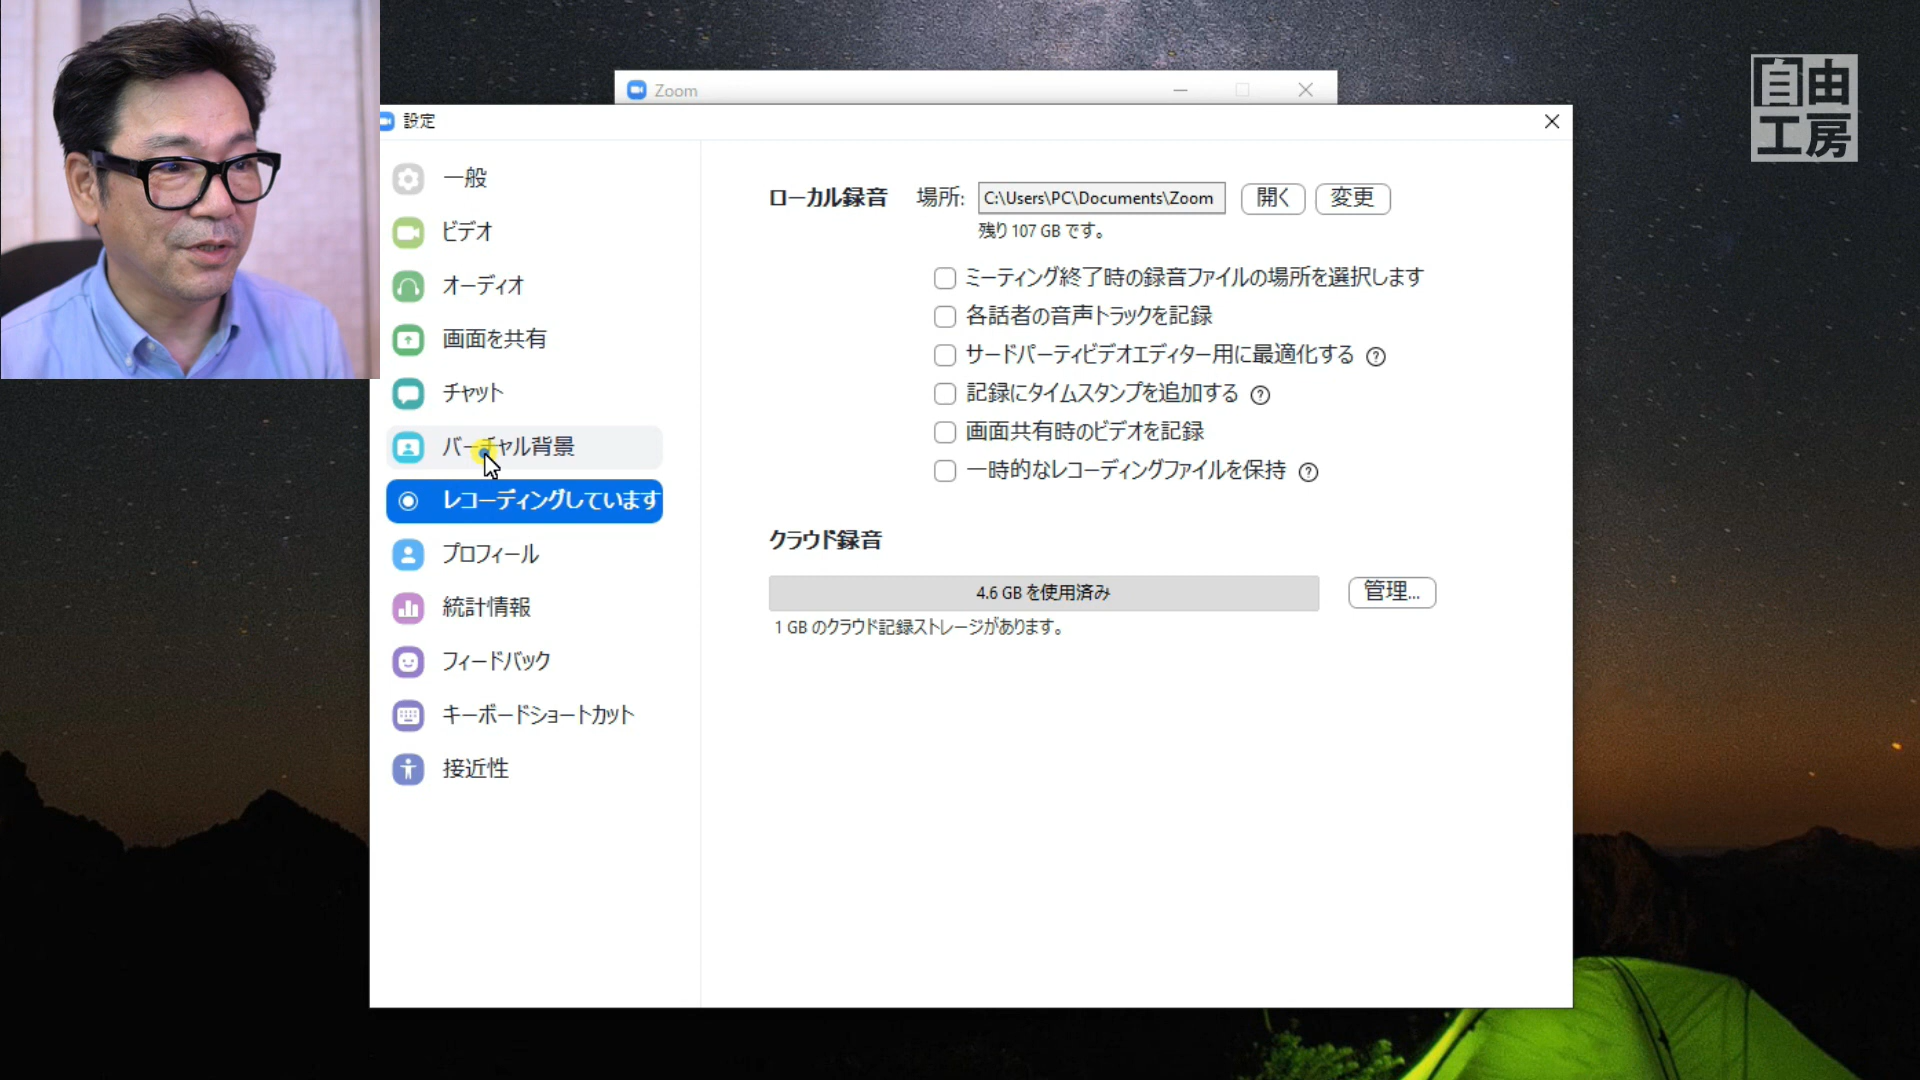 Zoom
自由
工房
設定
一般
ビデオ
オーディオ
画面を共有
チャット
バーチャル背景
レコーディングしています
プロフィール
統計情報
フィードバック
キーボードショートカット
接近性
ローカル録音 場所: C:\Users\PC\Documents\Zoom 開く 変更
残り 107 GB です。
ミーティング終了時の録音ファイルの場所を選択します
各話者の音声トラックを記録
サードパーティビデオエディター用に最適化する ?
記録にタイムスタンプを追加する ?
画面共有時のビデオを記録
一時的なレコーディングファイルを保持 ?
クラウド録音
4.6 GB を使用済み 管理...
1 GB のクラウド記録ストレージがあります。